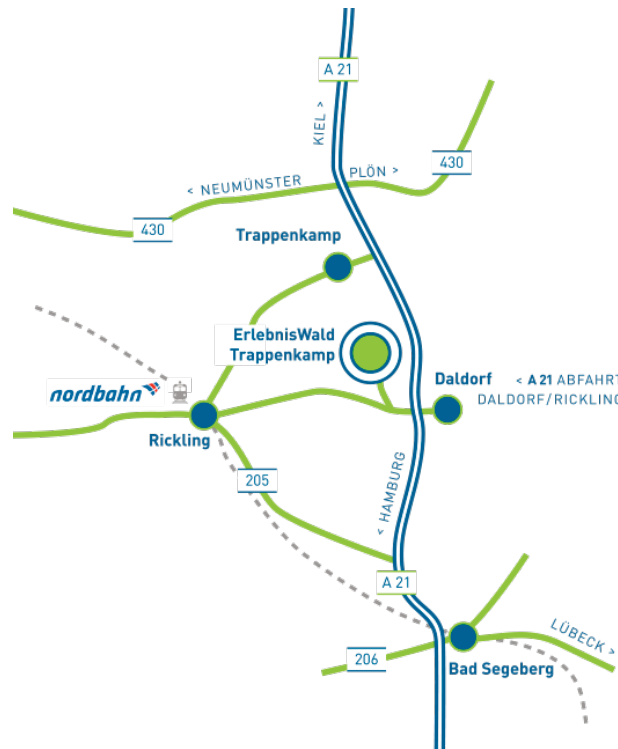 A 21
KIEL >
430
< NEUMÜNSTER
PLÖN >
430
Trappenkamp
ErlebnisWald
Trappenkamp
nordbahn
Daldorf
< A 21 ABFAHRT
DALDORF/RICKLING
Rickling
205
< HAMBURG
A 21
LÜBECK >
206
Bad Segeberg